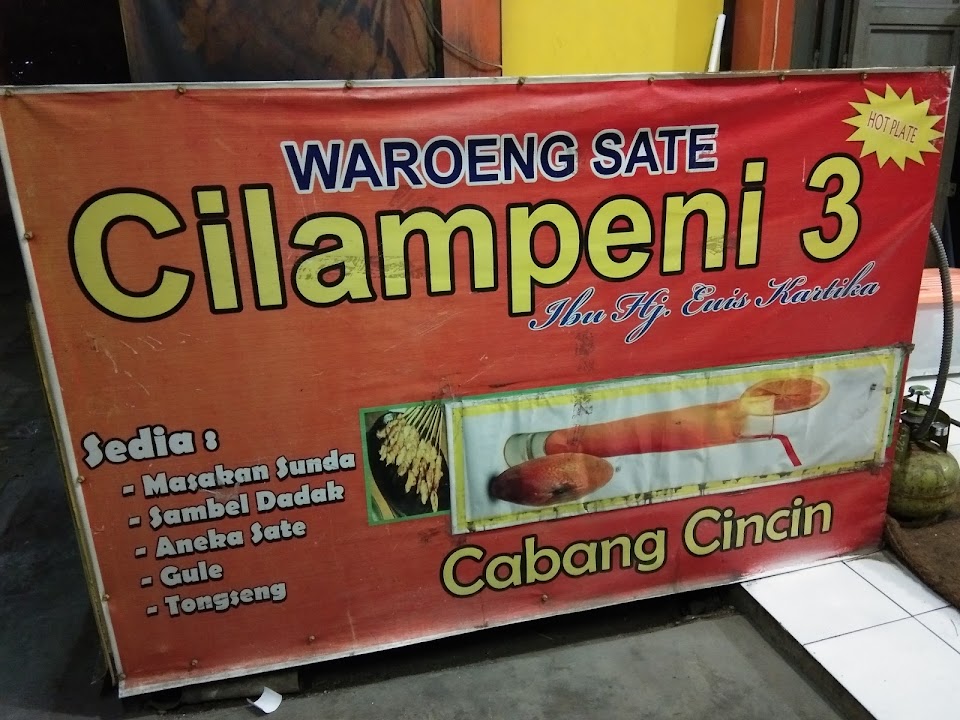 HOT PLATE
WAROENG SATE
Cilampeni 3
Ibu Hj. Euis Kartika
Sedia :
- Masakan Sunda
- Sambel Dadak
- Aneka Sate
- Gule
- Tongseng
Cabang Cincin